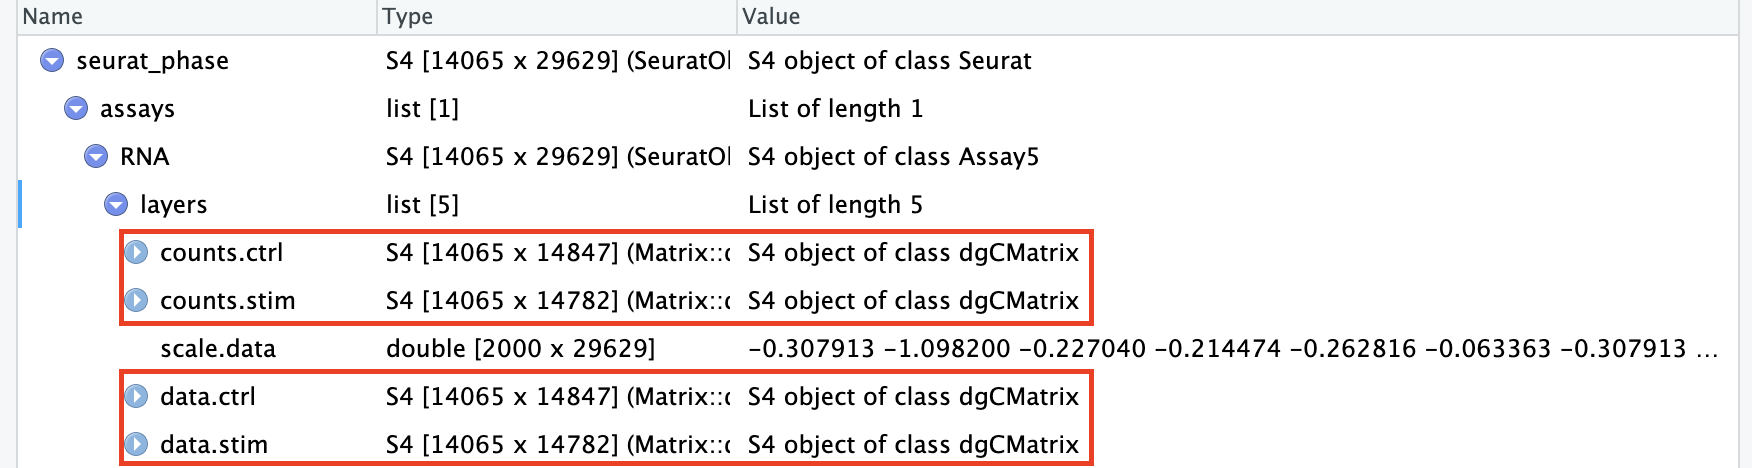 Name Type Value
seurat_phase S4 [14065 x 29629] (SeuratOl S4 object of class Seurat
assays list [1] List of length 1
RNA S4 [14065 x 29629] (SeuratOl S4 object of class Assay5
layers list [5] List of length 5
counts.ctrl S4 [14065 x 14847] (Matrix::c S4 object of class dgCMatrix
counts.stim S4 [14065 x 14782] (Matrix::c S4 object of class dgCMatrix
scale.data double [2000 x 29629] -0.307913 -1.098200 -0.227040 -0.214474 -0.262816 -0.063363 -0.307913 ...
data.ctrl S4 [14065 x 14847] (Matrix::c S4 object of class dgCMatrix
data.stim S4 [14065 x 14782] (Matrix::c S4 object of class dgCMatrix